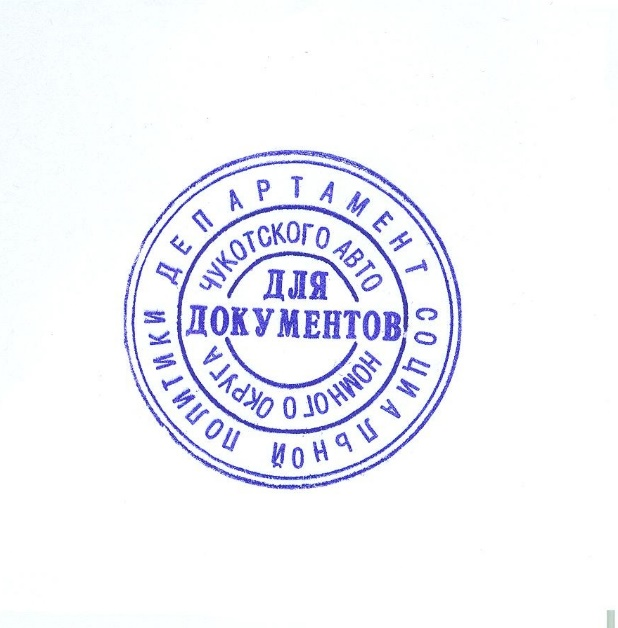 ДЕПАРТАМЕНТ СОЦИАЛЬНОЙ ПОЛИТИКИ
ЧУКОТСКОГО АВТОНОМНОГО ОКРУГА
ДЛЯ
ДОКУМЕНТОВ